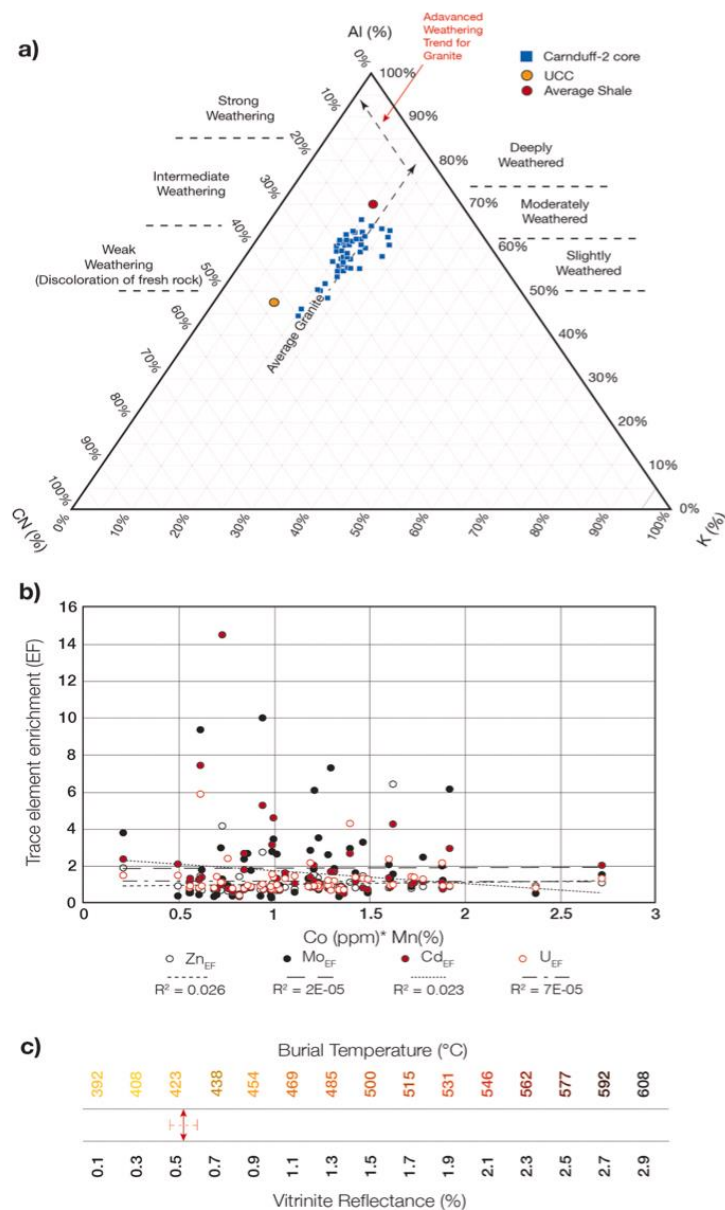 a)
Al (%)
Adavanced
Weathering
Trend for
Granite
Carnduff-2 core
UCC
Average Shale
Strong
Weathering
Intermediate
Weathering
Weak
Weathering
(Discoloration of fresh rock)
Deeply
Weathered
Moderately
Weathered
Slightly
Weathered
Average Granite
0%
10%
20%
30%
40%
50%
60%
70%
80%
90%
100%
100%
90%
80%
70%
60%
50%
40%
30%
20%
10%
0%
CN (%)
0%
10%
20%
30%
40%
50%
60%
70%
80%
90%
100%
K (%)
b)
Trace element enrichment (EF)
16
14
12
10
8
6
4
2
0
0 0.5 1 1.5 2 2.5 3
Co (ppm)* Mn(%)
ZnEF MoEF CdEF UEF
R² = 0.026 R² = 2E-05 R² = 0.023 R² = 7E-05
c)
Burial Temperature (°C)
392 408 423 438 454 469 485 500 515 531 546 562 577 592 608
0.1 0.3 0.5 0.7 0.9 1.1 1.3 1.5 1.7 1.9 2.1 2.3 2.5 2.7 2.9
Vitrinite Reflectance (%)